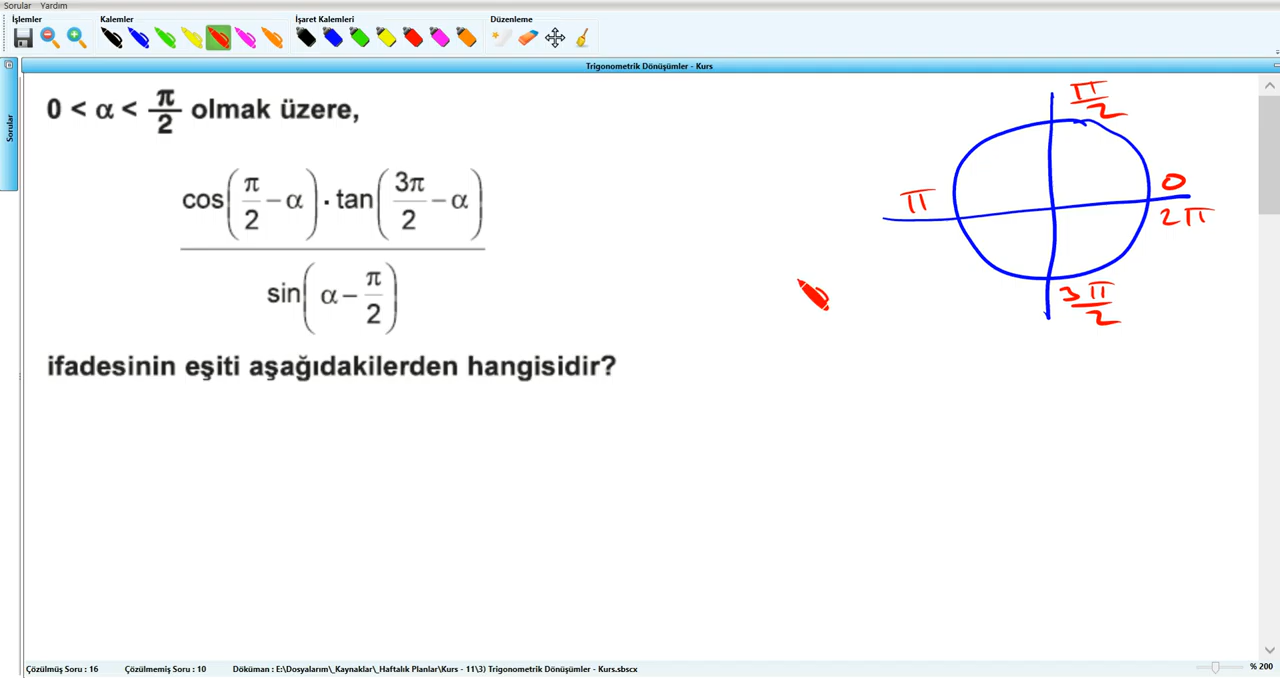 Sorular Yardım
İşlemler Kalemler İşaret Kalemleri Düzenleme
Trigonometrik Dönüşümler - Kurs
Sorular
0 < α < π/2 olmak üzere,
cos(π/2 − α) · tan(3π/2 − α)
sin(α − π/2)
ifadesinin eşiti aşağıdakilerden hangisidir?
π/2
π
0
2π
3π/2
Çözülmüş Soru : 16 Çözülmemiş Soru : 10 Döküman : E:\Dosyalarım\_Kaynaklar\_Haftalık Planlar\Kurs - 11\3) Trigonometrik Dönüşümler - Kurs.sbscx % 200